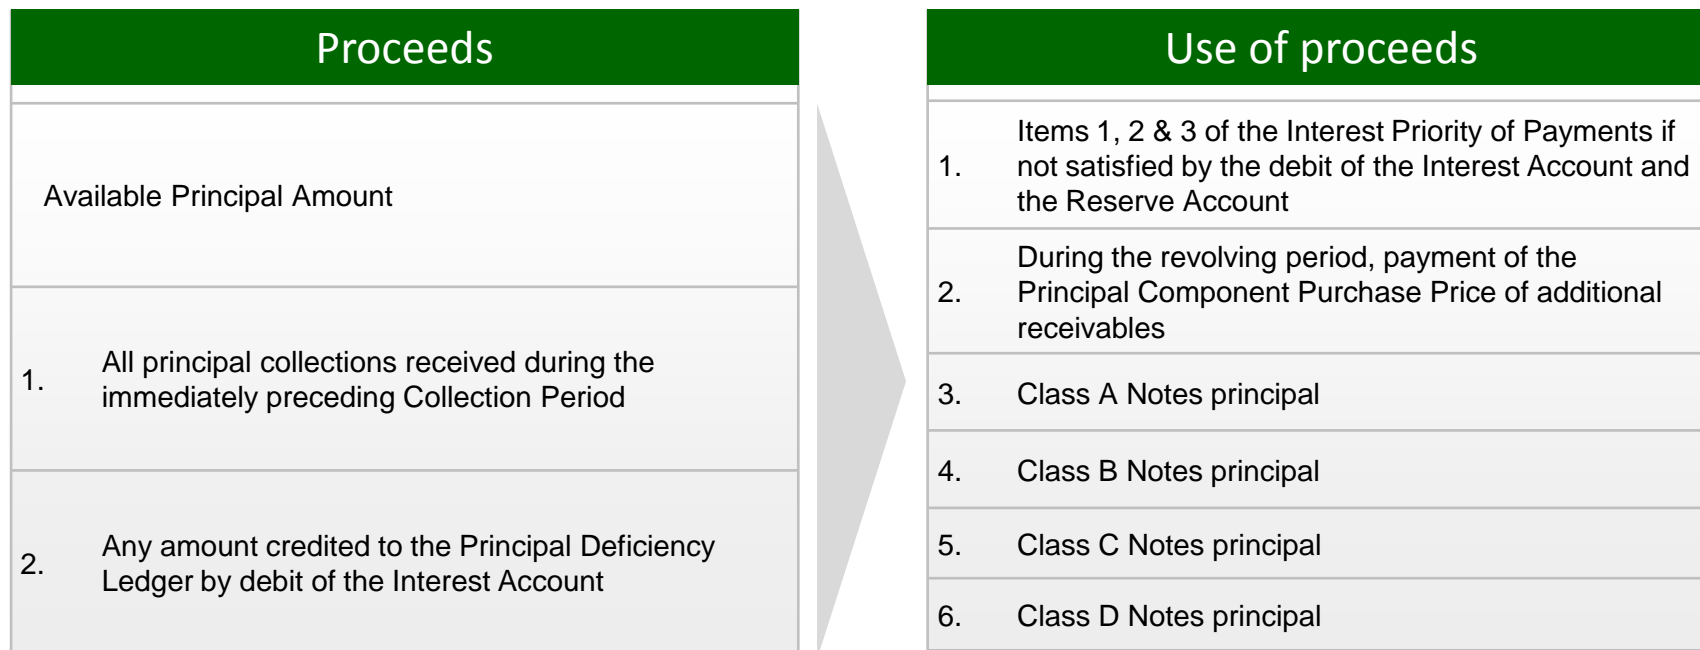 Proceeds
Available Principal Amount
1. All principal collections received during the
immediately preceding Collection Period
2. Any amount credited to the Principal Deficiency
Ledger by debit of the Interest Account
Use of proceeds
1. Items 1, 2 & 3 of the Interest Priority of Payments if
not satisfied by the debit of the Interest Account and
the Reserve Account
2. During the revolving period, payment of the
Principal Component Purchase Price of additional
receivables
3. Class A Notes principal
4. Class B Notes principal
5. Class C Notes principal
6. Class D Notes principal